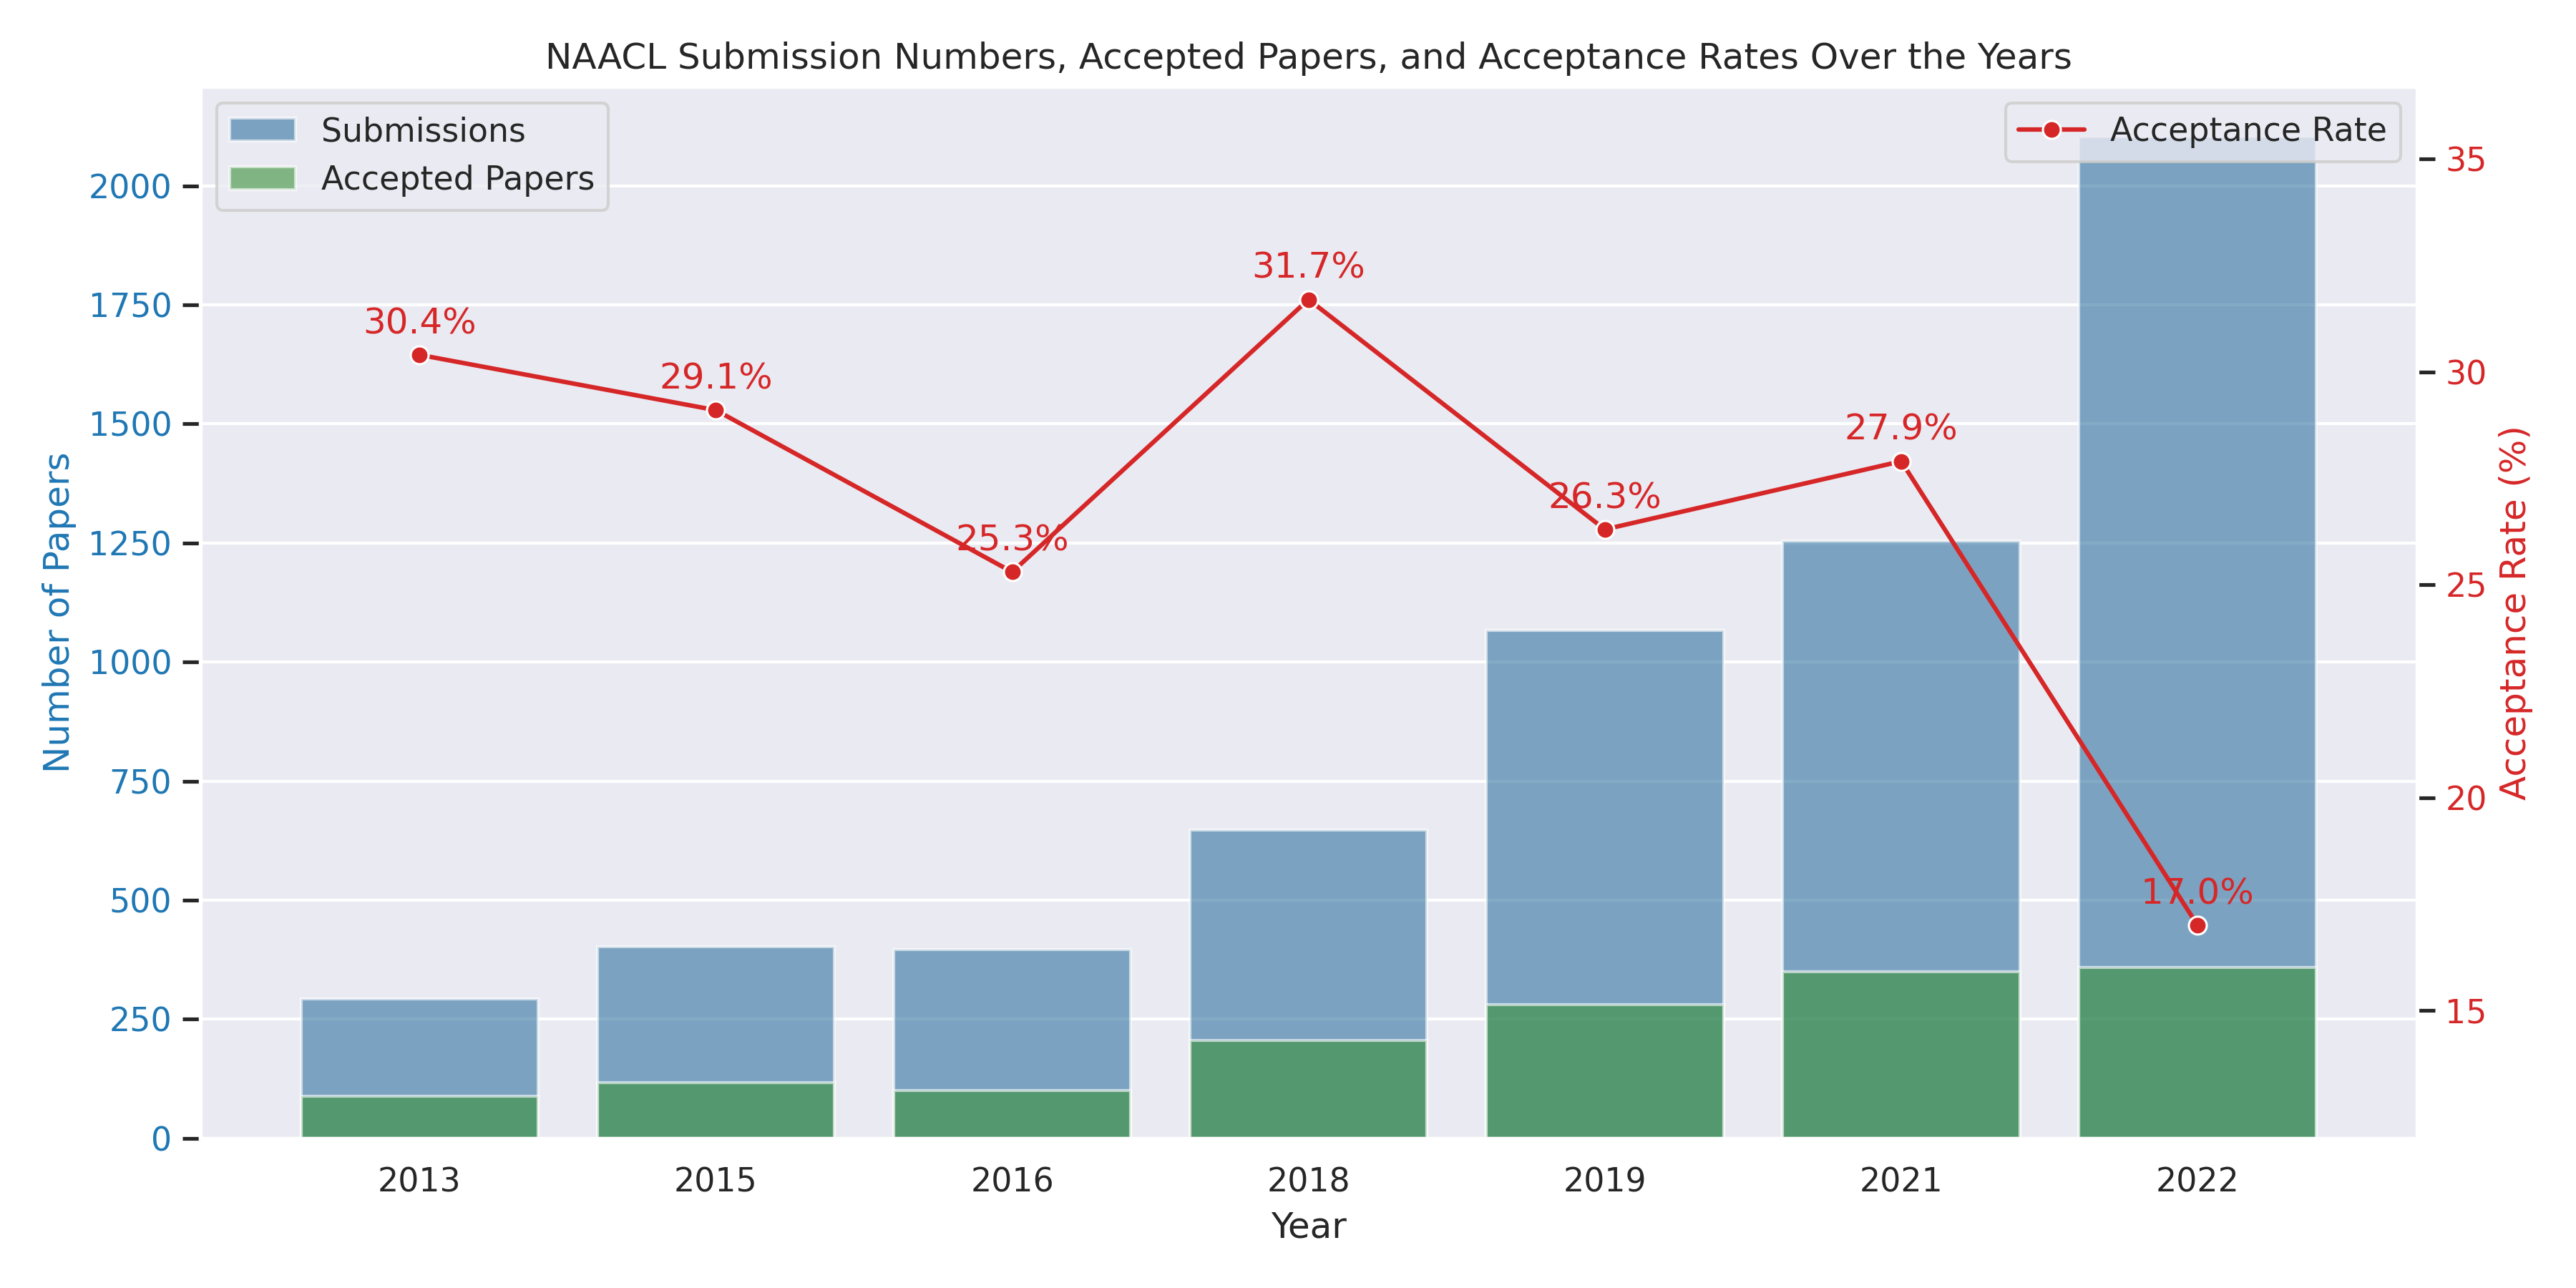 NAACL Submission Numbers, Accepted Papers, and Acceptance Rates Over the Years
Submissions
Accepted Papers
Acceptance Rate
Number of Papers
2000
1750
1500
1250
1000
750
500
250
0
30.4%
29.1%
25.3%
31.7%
26.3%
27.9%
17.0%
35
30
25
20
15
Acceptance Rate (%)
2013 2015 2016 2018 2019 2021 2022
Year